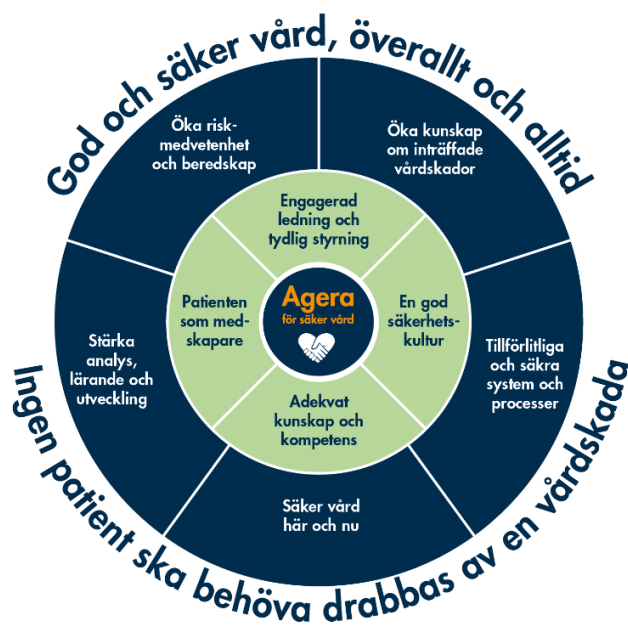 God och säker vård, överallt och alltid
Öka risk-
medvetenhet
och beredskap
Öka kunskap
om inträffade
vårdskador
Engagerad
ledning och
tydlig styrning
Patienten
som med-
skapare
Agera
för säker vård
En god
säkerhets-
kultur
Stärka
analys,
lärande och
utveckling
Tillförlitliga
och säkra
system och
processer
Adekvat
kunskap och
kompetens
Säker vård
här och nu
Ingen patient ska behöva drabbas av en vårdskada